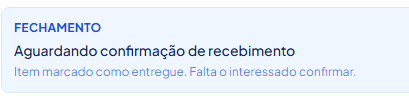 FECHAMENTO
Aguardando confirmação de recebimento
Item marcado como entregue. Falta o interessado confirmar.